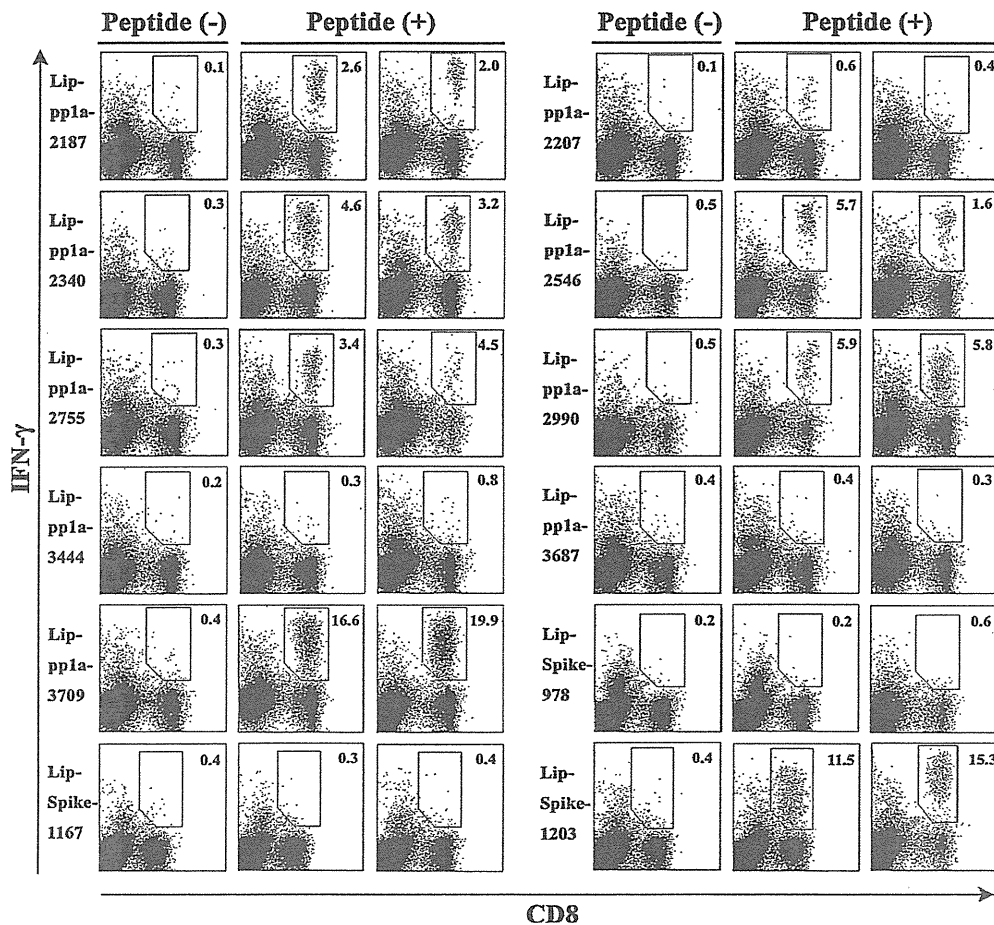 Peptide (-) Peptide (+) Peptide (-) Peptide (+)
Lip-
pp1a-
2187
0.1 2.6 2.0
Lip-
pp1a-
2207
0.1 0.6 0.4
Lip-
pp1a-
2340
0.3 4.6 3.2
Lip-
pp1a-
2546
0.5 5.7 1.6
Lip-
pp1a-
2755
0.3 3.4 4.5
Lip-
pp1a-
2990
0.5 5.9 5.8
Lip-
pp1a-
3444
0.2 0.3 0.8
Lip-
pp1a-
3687
0.4 0.4 0.3
Lip-
pp1a-
3709
0.4 16.6 19.9
Lip-
Spike-
978
0.2 0.2 0.6
Lip-
Spike-
1167
0.4 0.3 0.4
Lip-
Spike-
1203
0.4 11.5 15.3
IFN-γ
CD8